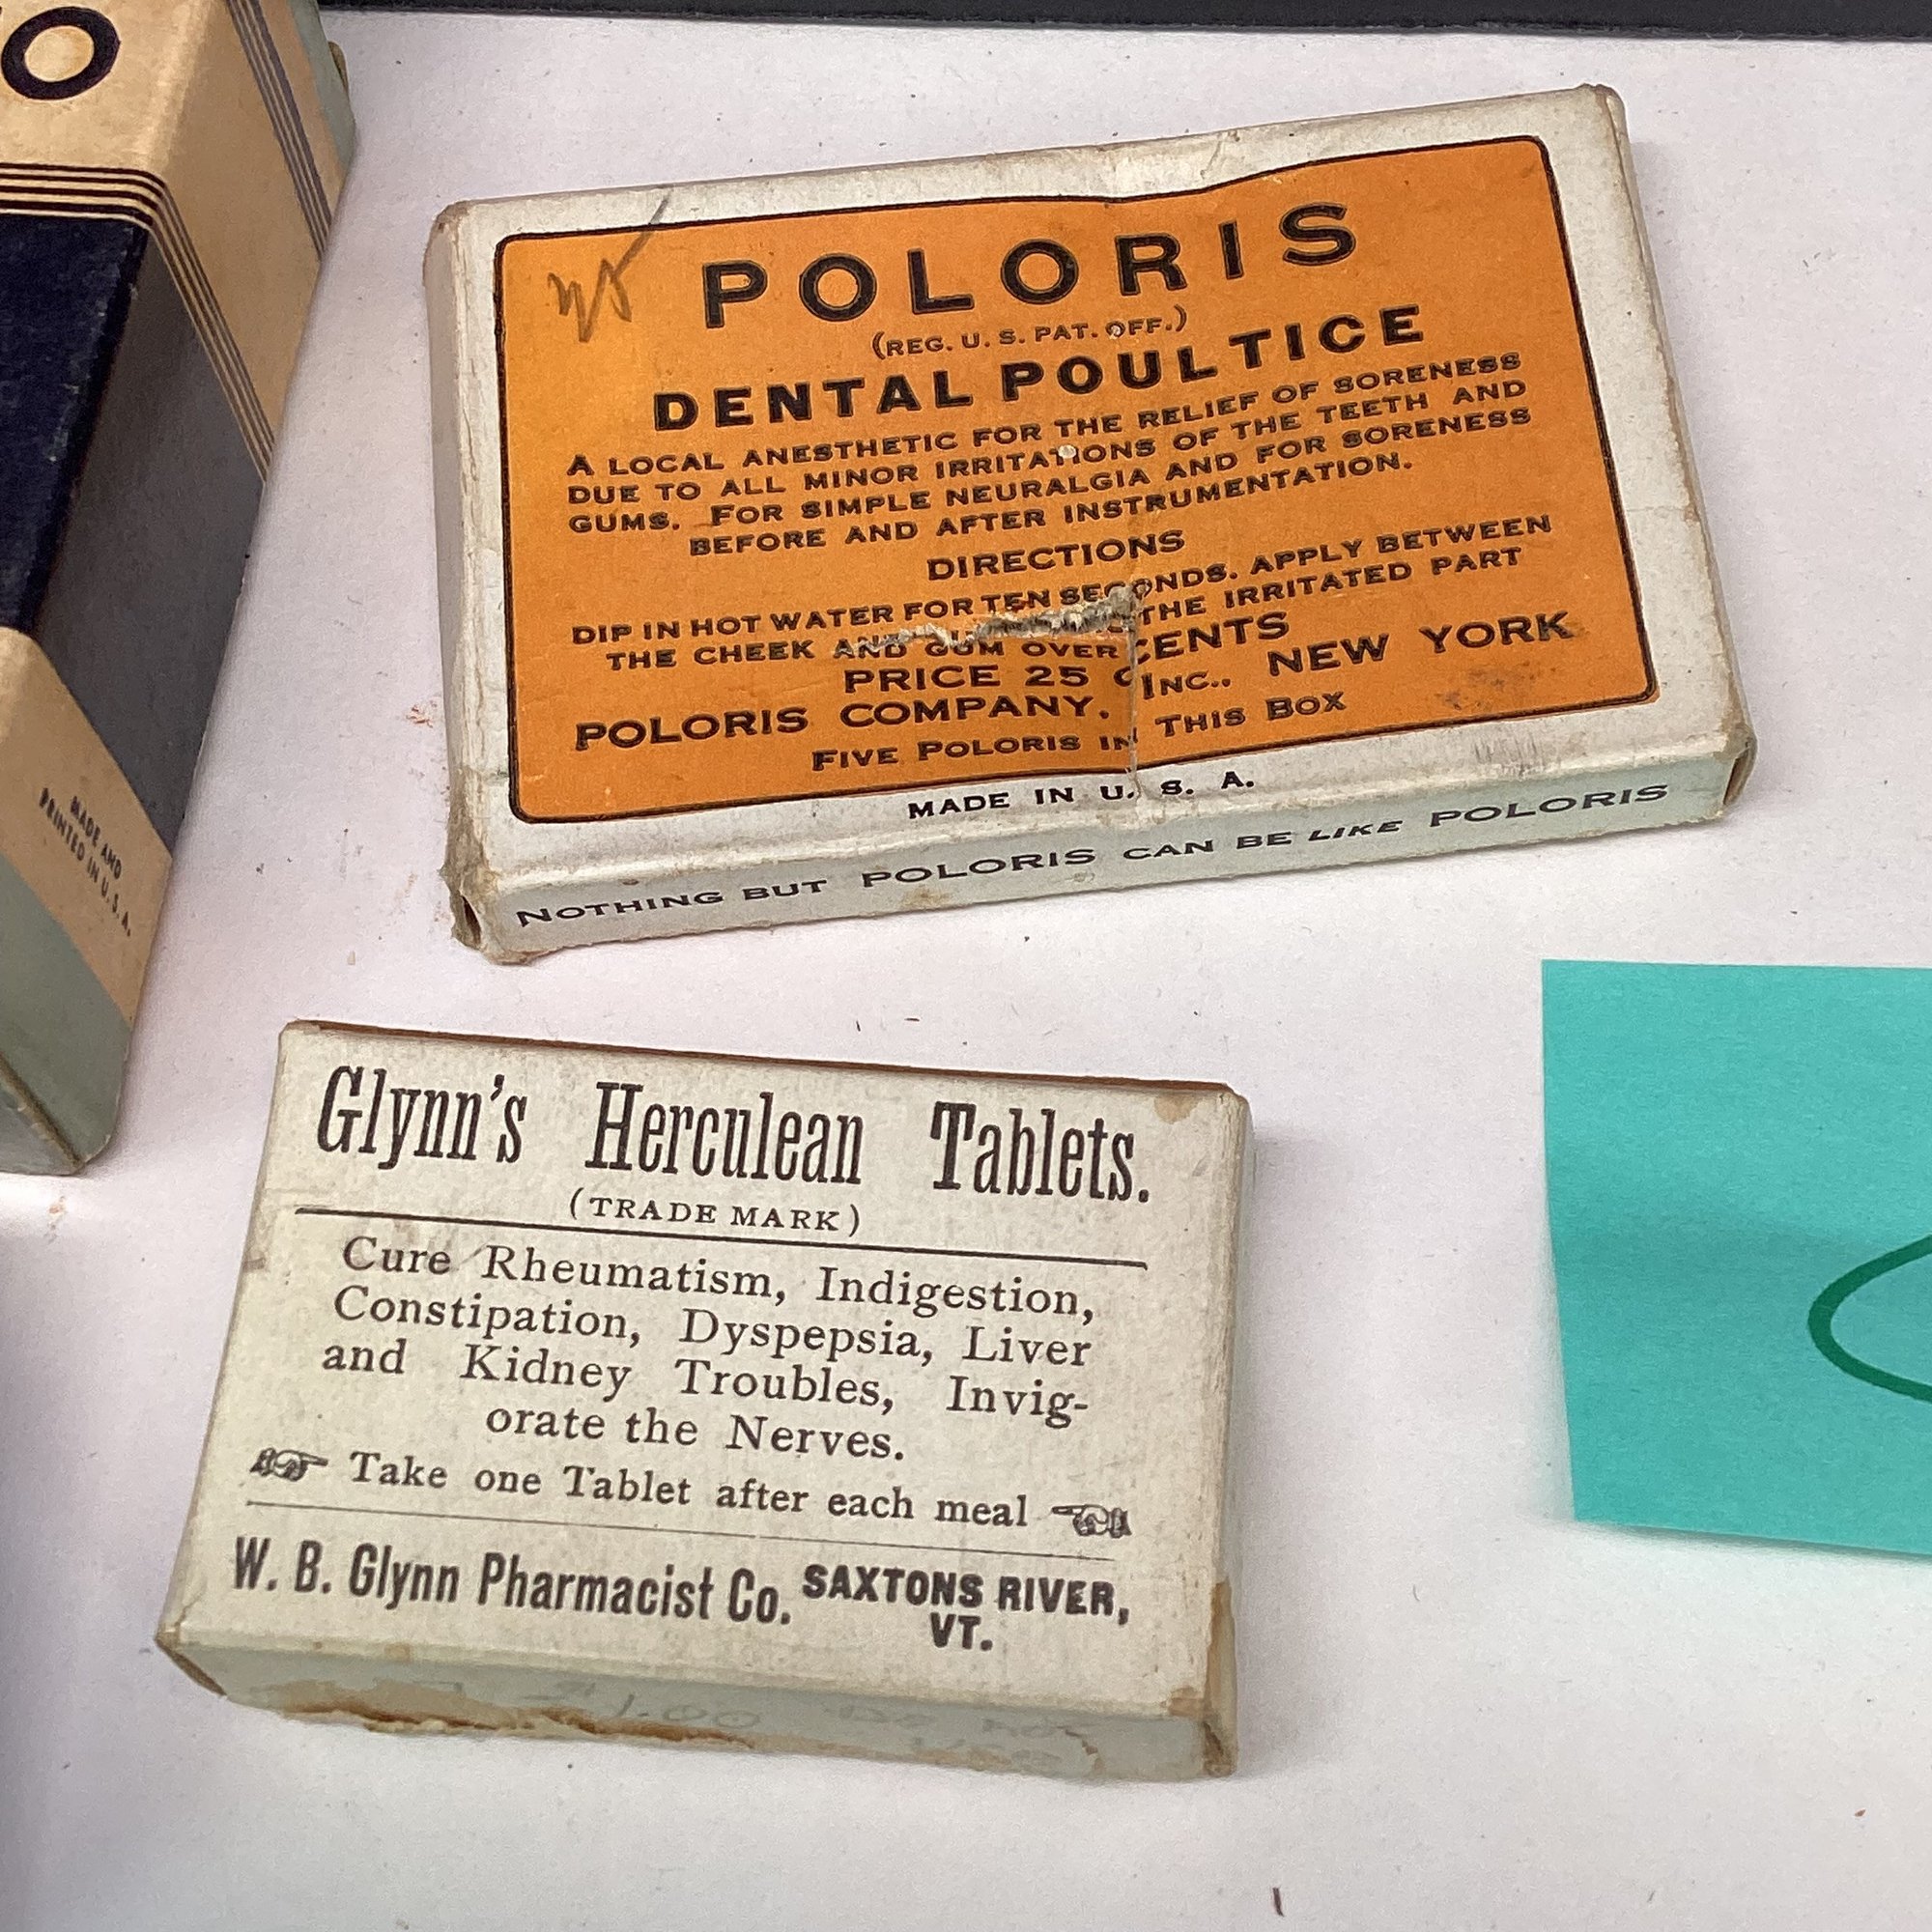 O
MADE AND
PRINTED IN U.S.A.
25
POLORIS
(REG. U. S. PAT. OFF.)
DENTAL POULTICE
A LOCAL ANESTHETIC FOR THE RELIEF OF SORENESS
DUE TO ALL MINOR IRRITATIONS OF THE TEETH AND
GUMS. FOR SIMPLE NEURALGIA AND FOR SORENESS
BEFORE AND AFTER INSTRUMENTATION.
DIRECTIONS
DIP IN HOT WATER FOR TEN SECONDS. APPLY BETWEEN
THE CHEEK AND GUM OVER THE IRRITATED PART
PRICE 25 CENTS
POLORIS COMPANY. INC.. NEW YORK
FIVE POLORIS IN THIS BOX
MADE IN U. S. A.
NOTHING BUT POLORIS CAN BE LIKE POLORIS
Glynn's Herculean Tablets.
(TRADE MARK)
Cure Rheumatism, Indigestion,
Constipation, Dyspepsia, Liver
and Kidney Troubles, Invig-
orate the Nerves.
Take one Tablet after each meal
W. B. Glynn Pharmacist Co. SAXTONS RIVER,
VT.
$1.00